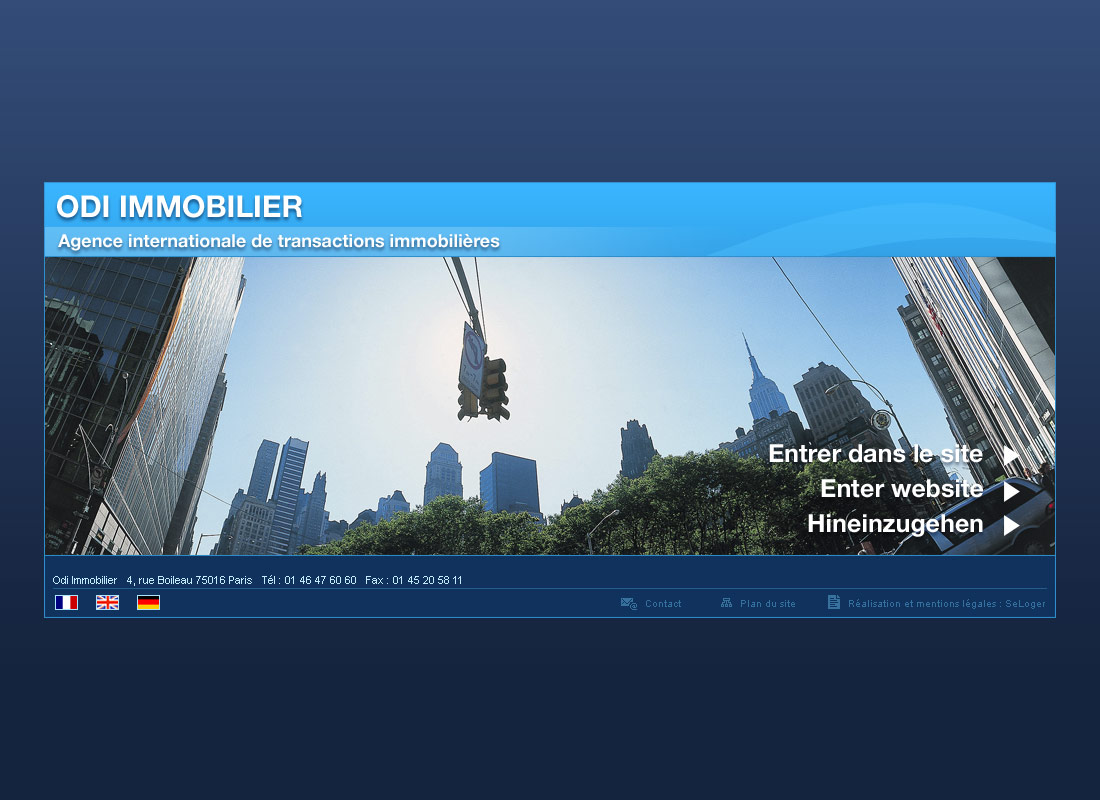 ODI IMMOBILIER
Agence internationale de transactions immobilières
Entrer dans le site
Enter website
Hineinzugehen
Odi Immobilier 4, rue Boileau 75016 Paris Tél : 01 46 47 60 60 Fax : 01 45 20 58 11
Contact Plan du site Réalisation et mentions légales : SeLoger